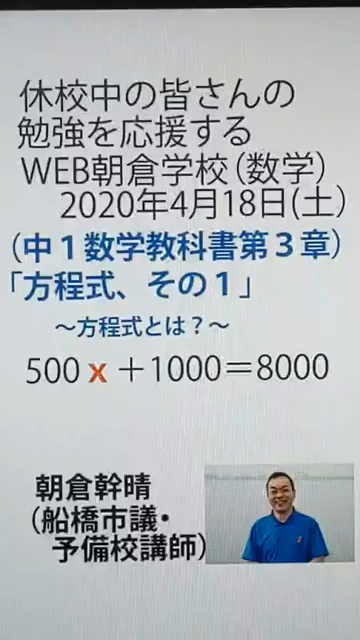 休校中の皆さんの
勉強を応援する
WEB朝倉学校（数学）
2020年4月18日(土)
（中１数学教科書第３章）
「方程式、その１」
～方程式とは？～
500 x ＋1000＝8000
朝倉幹晴
（船橋市議・
予備校講師）